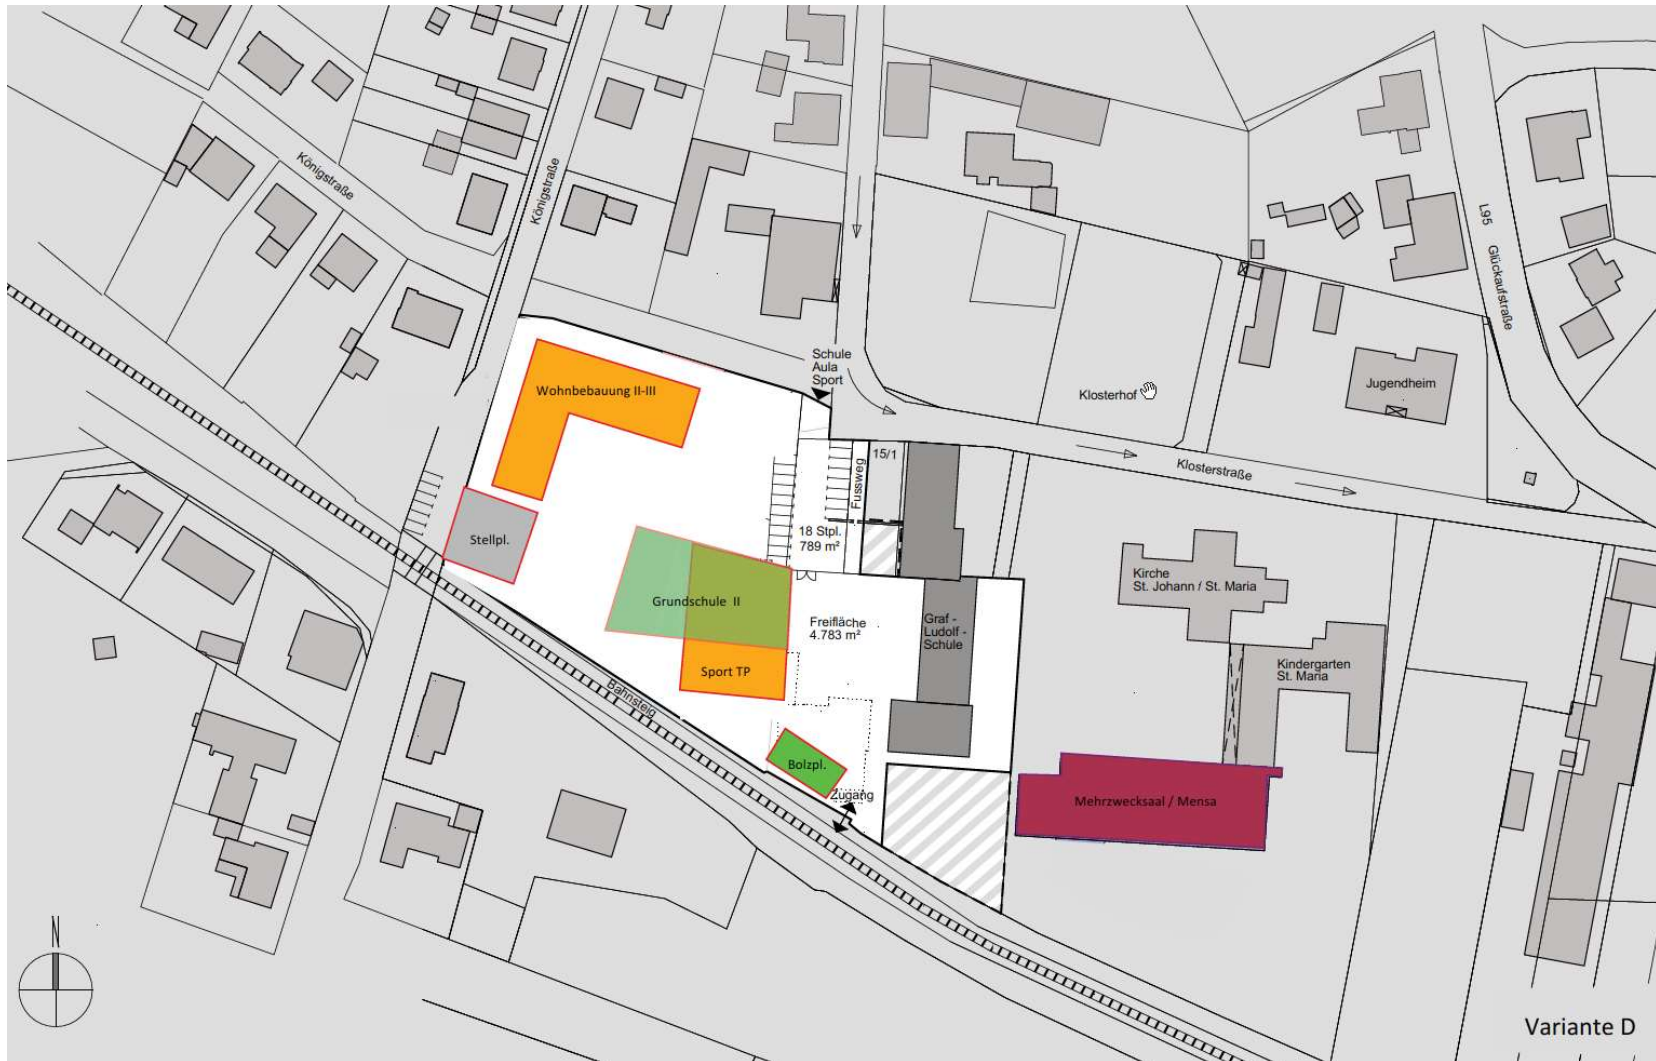 Königstraße
Königstraße
L95 Glückaufstraße
Schule
Aula
Sport
Klosterhof
Jugendheim
Wohnbebauung II-III
15/1
Fussweg
Klosterstraße
Stellpl.
18 Stpl.
789 m²
Kirche
St. Johann / St. Maria
Grundschule II
Freifläche
4.783 m²
Graf -
Ludolf -
Schule
Kindergarten
St. Maria
Sport TP
Bahnsteig
Bolzpl.
Zugang
Mehrzwecksaal / Mensa
N
Variante D